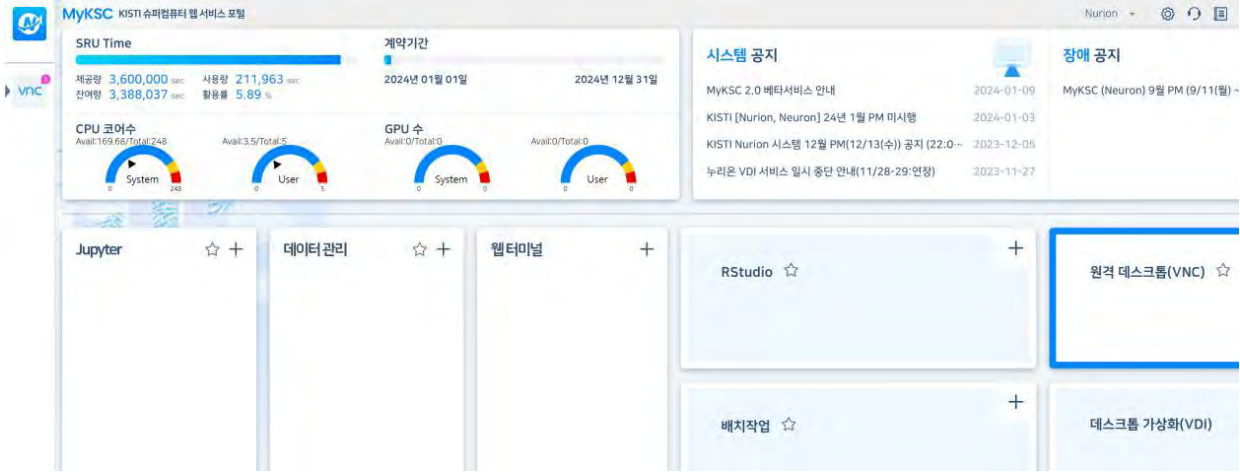 MyKSC KISTI 슈퍼컴퓨터 웹 서비스 포털
Nurion
vnc
1
SRU Time
제공량 3,600,000 sec 사용량 211,963 sec
잔여량 3,388,037 sec 활용률 5.89 %
계약기간
2024년 01월 01일 2024년 12월 31일
CPU 코어수
Avail:169.68/Total:248 Avail:3.5/Total:5
System
0 248
User
0 5
GPU 수
Avail:0/Total:0 Avail:0/Total:0
System
0 0
User
0 0
시스템 공지
MyKSC 2.0 베타서비스 안내 2024-01-09
KISTI [Nurion, Neuron] 24년 1월 PM 미시행 2024-01-03
KISTI Nurion 시스템 12월 PM(12/13(수)) 공지 (22:0… 2023-12-05
누리온 VDI 서비스 일시 중단 안내(11/28-29:연장) 2023-11-27
장애 공지
MyKSC (Neuron) 9월 PM (9/11(월) ~
Jupyter
데이터 관리
웹 터미널
RStudio
원격 데스크톱(VNC)
배치작업
데스크톱 가상화(VDI)